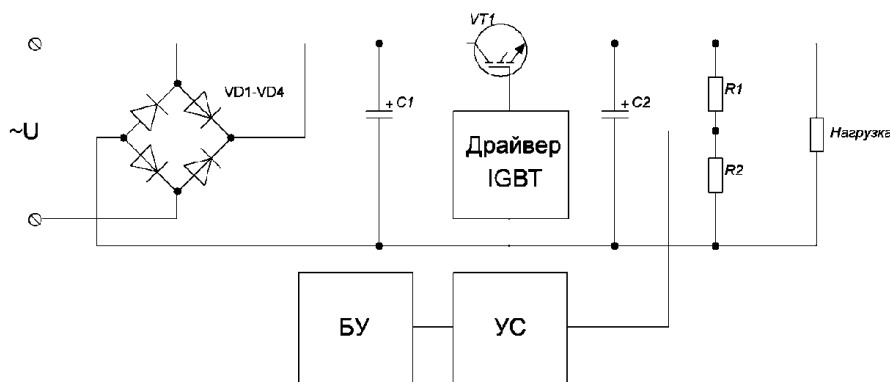 VT1
VD1-VD4
C1
C2
R1
~U
Драйвер
IGBT
Нагрузка
R2
БУ
УС